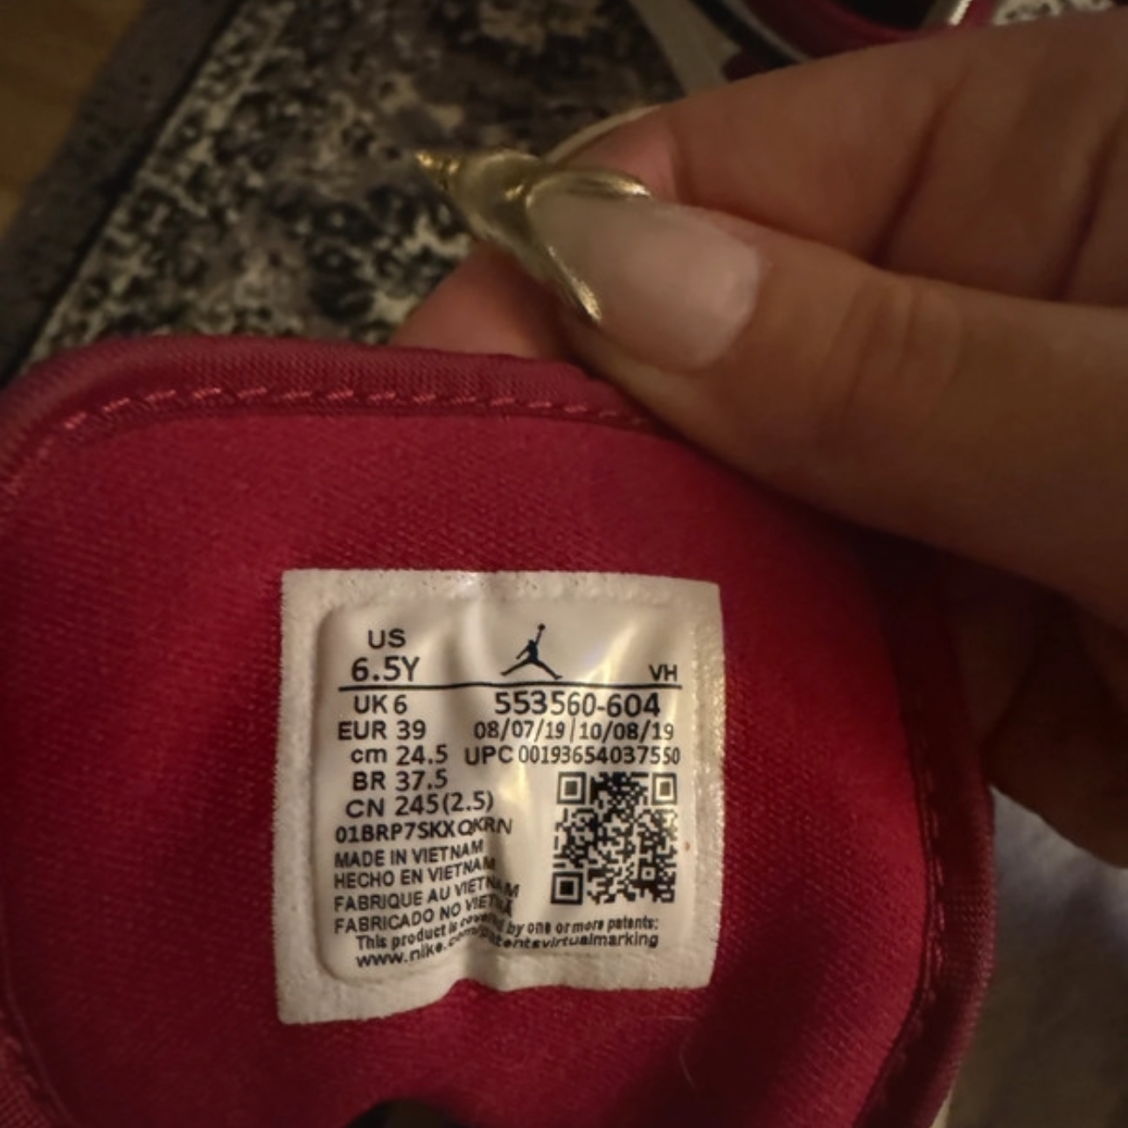 US
6.5Y
VH
UK 6
553560-604
EUR 39
08/07/19 10/08/19
cm 24.5
UPC 00193654037550
BR 37.5
CN 245(2.5)
01BRP7SKXQKRN
MADE IN VIETNAM
HECHO EN VIETNAM
FABRIQUE AU VIETNAM
FABRICADO NO VIETNÃ
This product is covered by one or more patents:
www.nike.com/patentsvirtualmarking